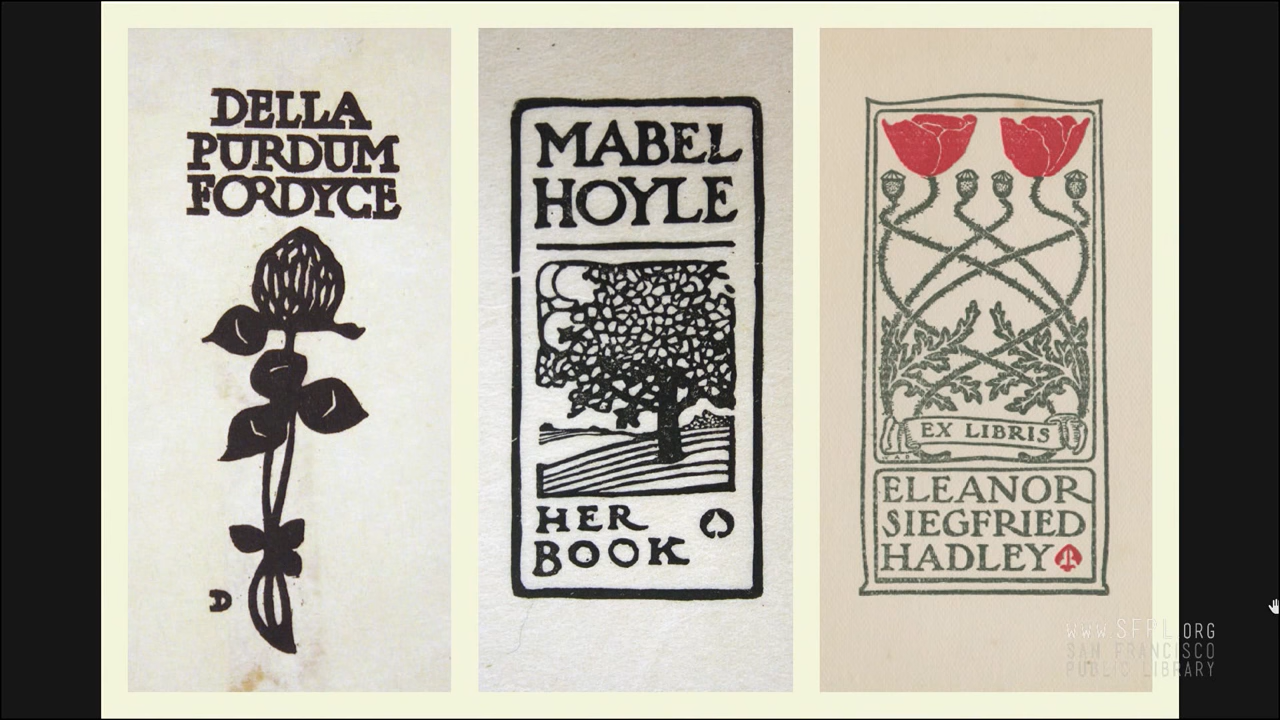 DELLA
PURDUM
FORDYCE
D
MABEL
HOYLE
HER
BOOK
EX LIBRIS
ELEANOR
SIEGFRIED
HADLEY
WWW.SFPL.ORG
SAN FRANCISCO
PUBLIC LIBRARY